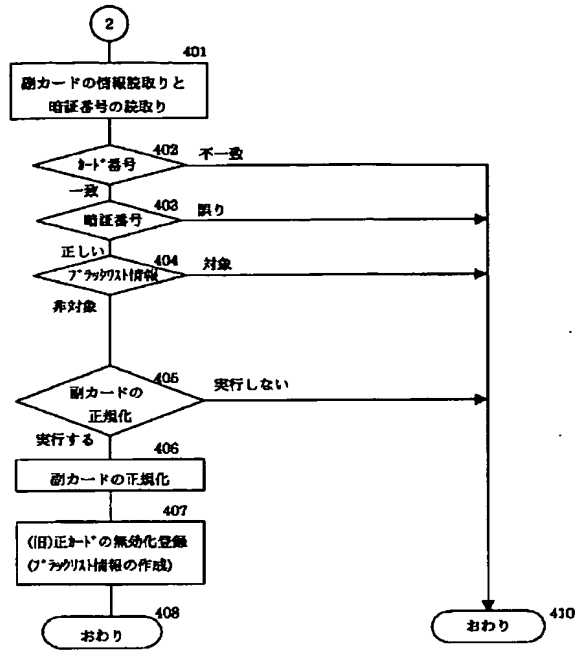 2
401
副カードの情報読取りと
暗証番号の読取り
402
ｶｰﾄﾞ番号
不一致
一致
403
暗証番号
誤り
正しい
404
ﾌﾞﾗｯｸﾘｽﾄ情報
対象
非対象
405
副カードの
正規化
実行しない
実行する
406
副カードの正規化
407
(旧)正ｶｰﾄﾞの無効化登録
(ﾌﾞﾗｯｸﾘｽﾄ情報の作成)
408
おわり
410
おわり